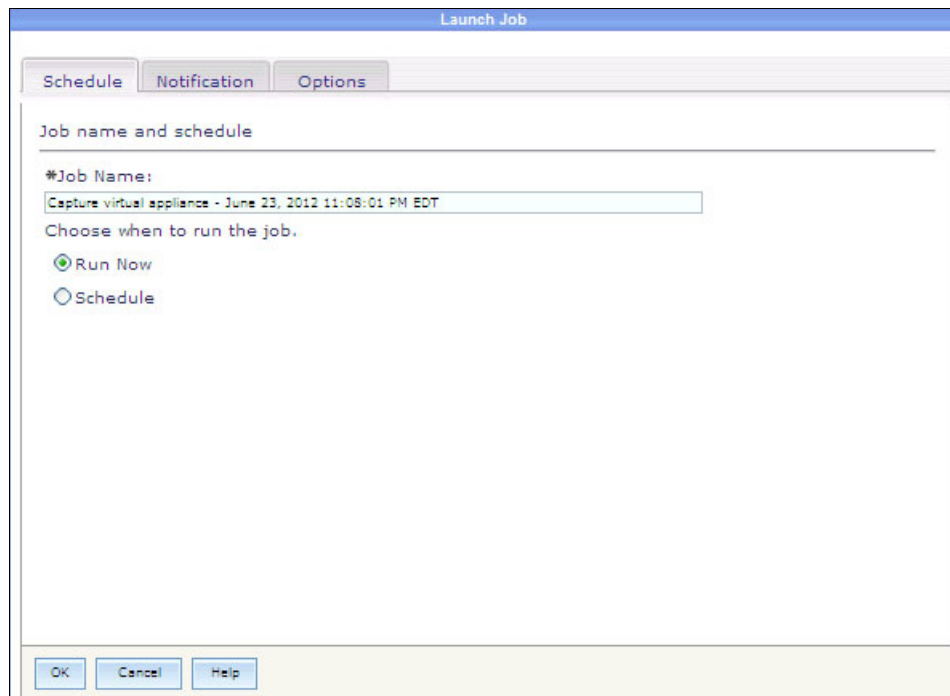 Launch Job
Schedule Notification Options
Job name and schedule
*Job Name:
Capture virtual appliance - June 23, 2012 11:08:01 PM EDT
Choose when to run the job.
Run Now
Schedule
OK Cancel Help